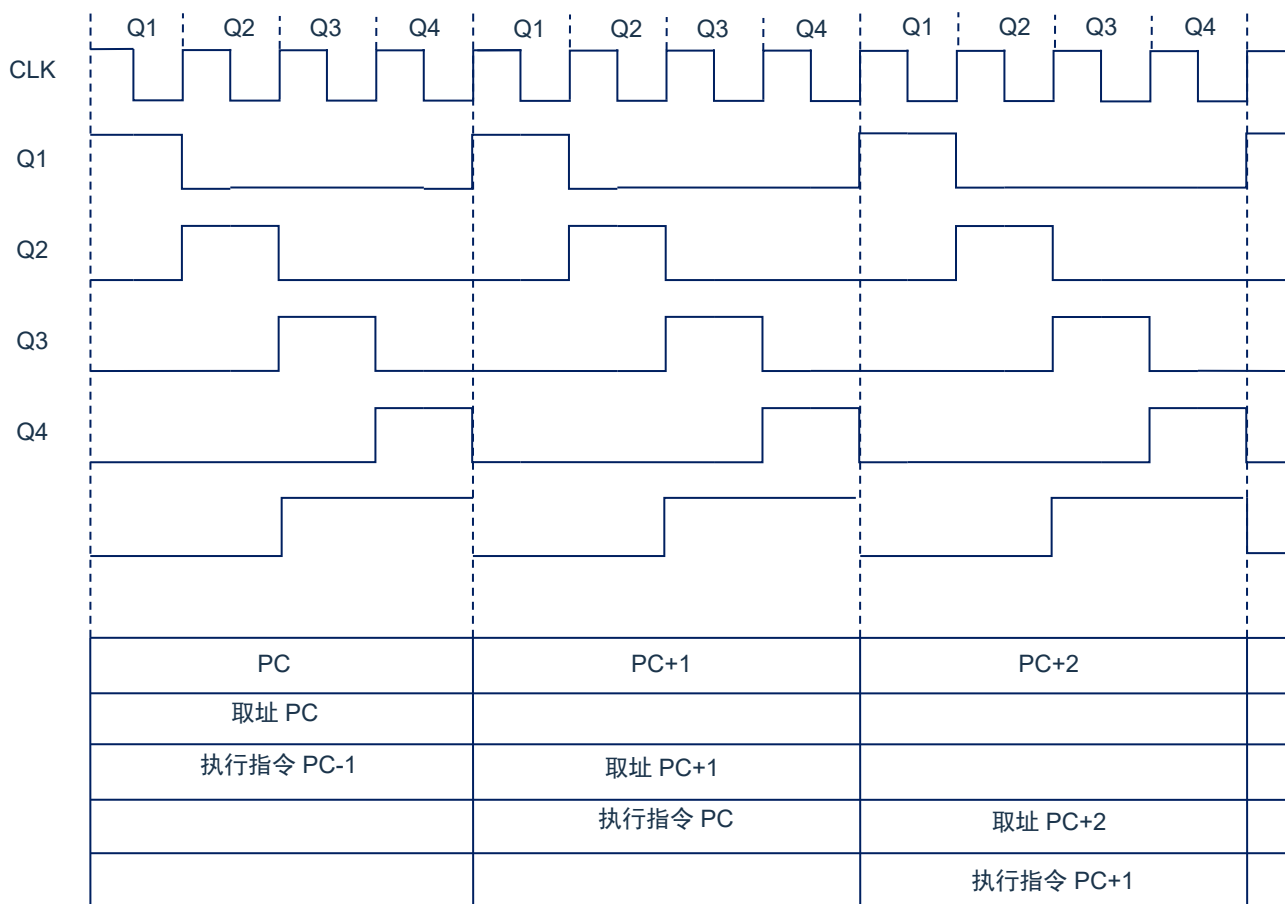 Q1 Q2 Q3 Q4 Q1 Q2 Q3 Q4 Q1 Q2 Q3 Q4
CLK
Q1
Q2
Q3
Q4
PC PC+1 PC+2
取址 PC
执行指令 PC-1 取址 PC+1
执行指令 PC 取址 PC+2
执行指令 PC+1